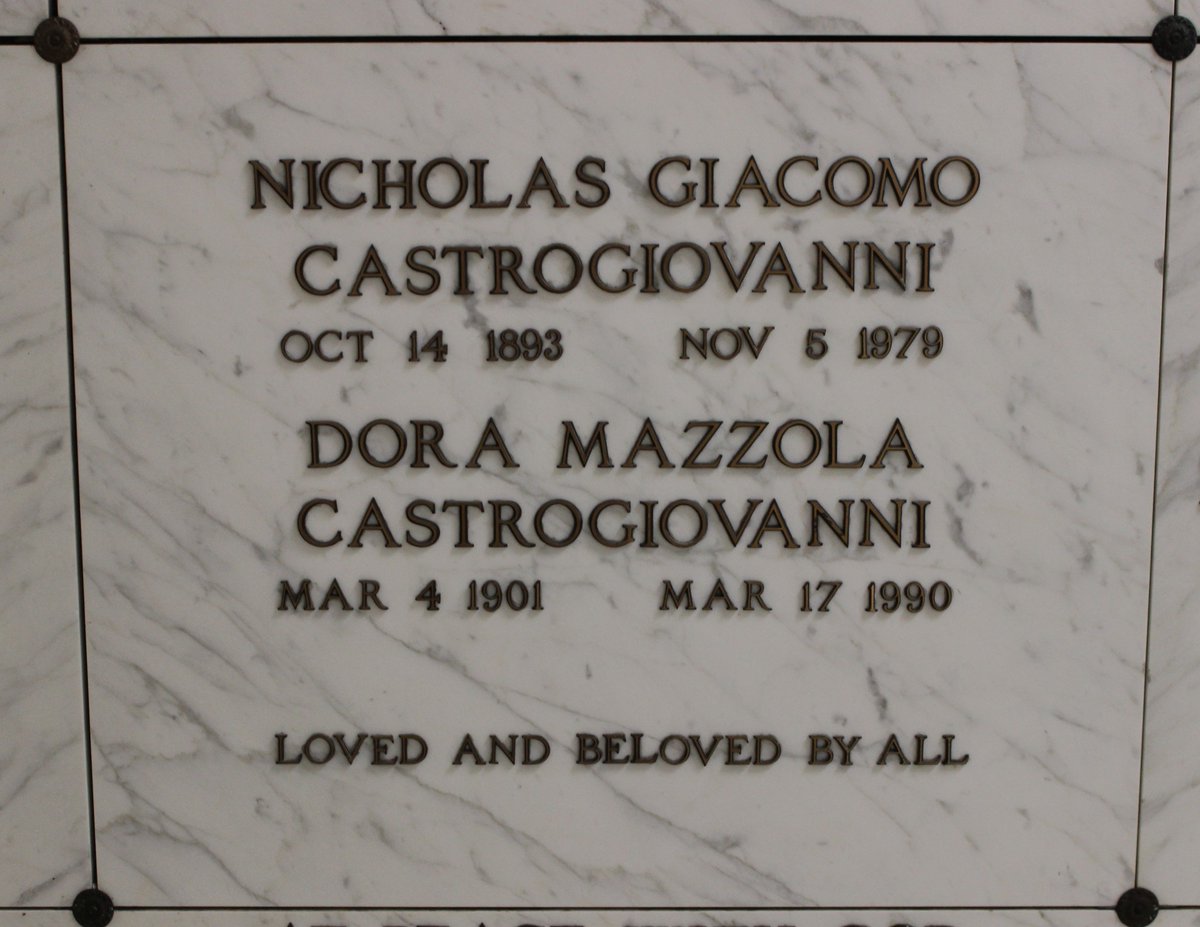 NICHOLAS GIACOMO
CASTROGIOVANNI
OCT 14 1893 NOV 5 1979
DORA MAZZOLA
CASTROGIOVANNI
MAR 4 1901 MAR 17 1990
LOVED AND BELOVED BY ALL